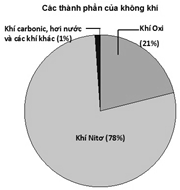 Các thành phần của không khí
Khí carbonic, hơi nước
và các khí khác (1%)
Khí Oxi
(21%)
Khí Nitơ (78%)